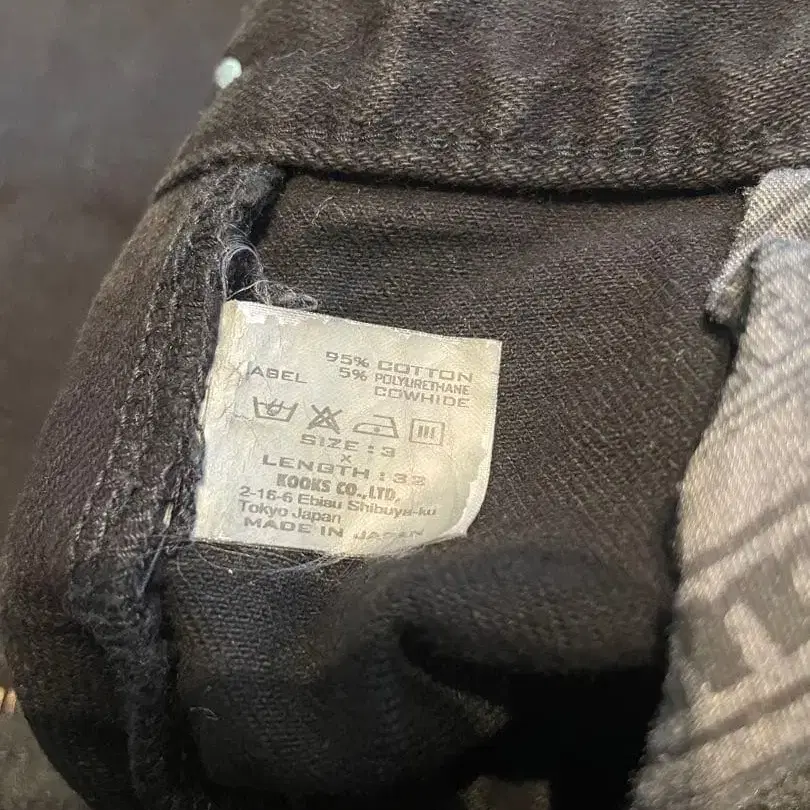 95% COTTON
LABEL 5% POLYURETHANE
COWHIDE
SIZE : 3
X
LENGTH : 32
KOOKS CO.,LTD,
2-16-6 Ebisu Shibuya-ku
Tokyo Japan
MADE IN JAPAN